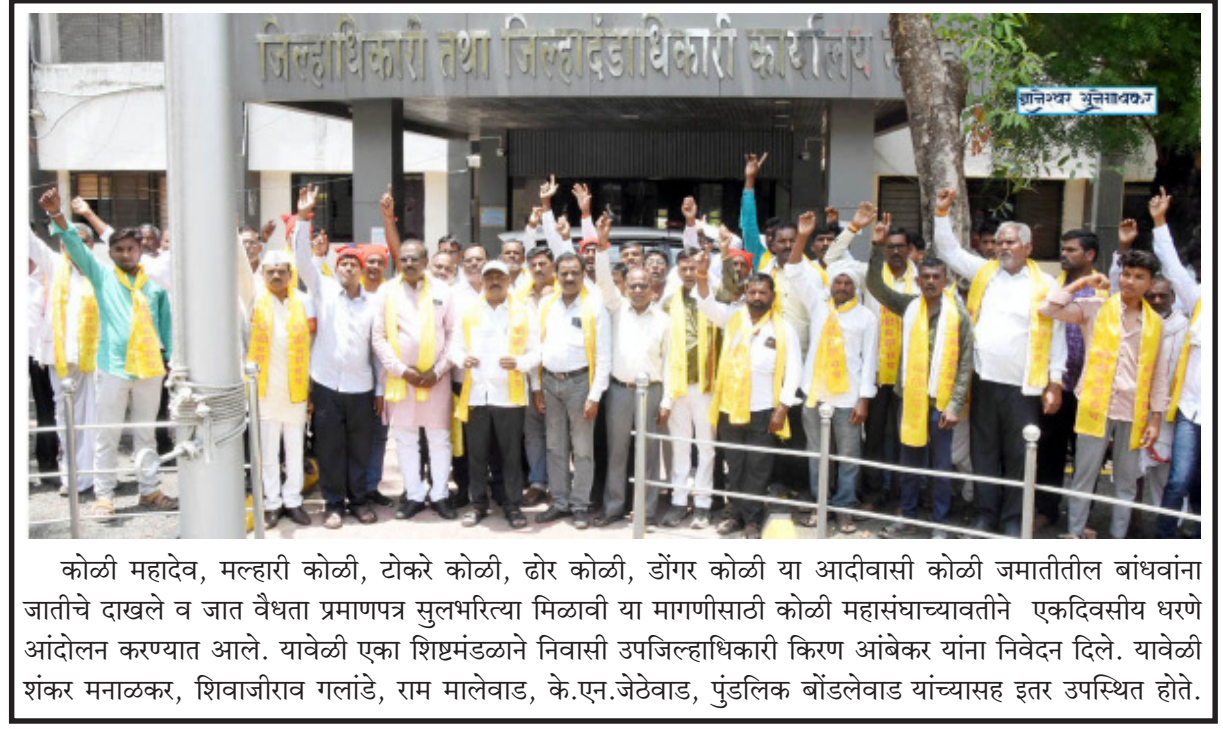 जिल्हाधिकारी तथा जिल्हादंडाधिकारी कार्यालय
ज्ञानेश्वर सुनेगावकर
कोळी महादेव, मल्हारी कोळी, टोकरे कोळी, ढोर कोळी, डोंगर कोळी या आदीवासी कोळी जमातीतील बांधवांना
जातीचे दाखले व जात वैधता प्रमाणपत्र सुलभरित्या मिळावी या मागणीसाठी कोळी महासंघाच्यावतीने एकदिवसीय धरणे
आंदोलन करण्यात आले. यावेळी एका शिष्टमंडळाने निवासी उपजिल्हाधिकारी किरण आंबेकर यांना निवेदन दिले. यावेळी
शंकर मनाळकर, शिवाजीराव गलांडे, राम मालेवाड, के.एन.जेठेवाड, पुंडलिक बोंडलेवाड यांच्यासह इतर उपस्थित होते.